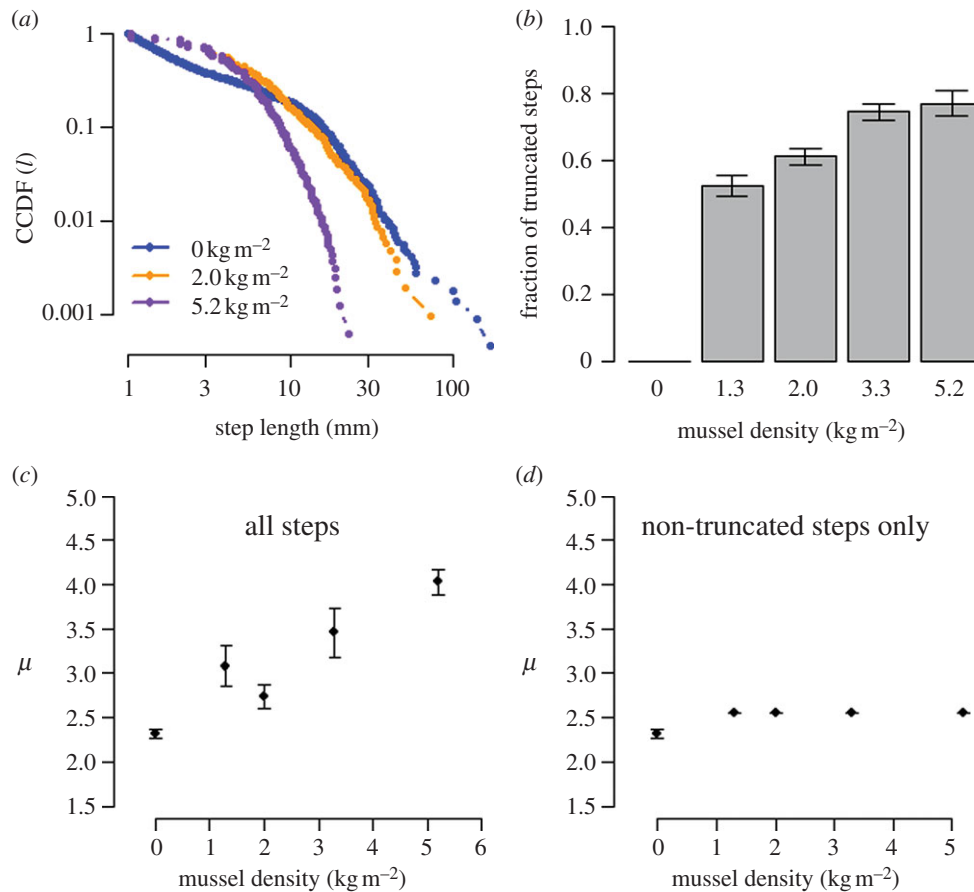 (a)
1
0.1
0.01
0.001
CCDF (l)
0 kg m⁻²
2.0 kg m⁻²
5.2 kg m⁻²
1 3 10 30 100
step length (mm)
(b)
1.0
0.8
0.6
0.4
0.2
0
fraction of truncated steps
0 1.3 2.0 3.3 5.2
mussel density (kg m⁻²)
(c)
all steps
5.0
4.5
4.0
3.5
3.0
2.5
2.0
1.5
μ
0 1 2 3 4 5 6
mussel density (kg m⁻²)
(d)
non-truncated steps only
5.0
4.5
4.0
3.5
3.0
2.5
2.0
1.5
μ
0 1 2 3 4 5
mussel density (kg m⁻²)